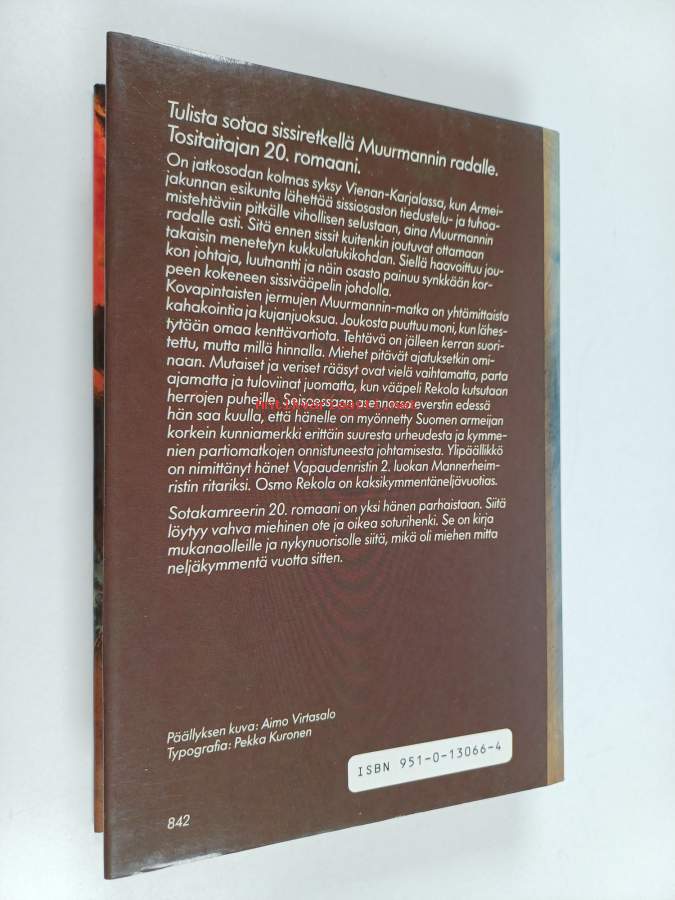 Tulista sotaa sissiretkellä Muurmannin radalle.
Tositaitajan 20. romaani.
On jatkosodan kolmas syksy Vienan-Karjalassa, kun Armei-
jakunnan esikunta lähettää sissiosaston tiedustelu- ja tuhoa-
mistehtäviin pitkälle vihollisen selustaan, aina Muurmannin
radalle asti. Sitä ennen sissit kuitenkin joutuvat ottamaan
takaisin menetetyn kukkulatukikohdan. Siellä haavoittuu jou-
kon johtaja, luutnantti ja näin osasto painuu synkkään kor-
peen kokeneen sissivääpelin johdolla.
Kovapintaisten jermujen Muurmannin-matka on yhtämittaista
kahakointia ja kujanjuoksua. Joukosta puuttuu moni, kun lähes-
tytään omaa kenttävartiota. Tehtävä on jälleen kerran suori-
tettu, mutta millä hinnalla. Miehet pitävät ajatuksetkin omi-
naan. Mutaiset ja veriset rääsyt ovat vielä vaihtamatta, parta
ajamatta ja tuloviinat juomatta, kun vääpeli Rekola kutsutaan
herrojen puheille. Seisoessaan asennossa everstin edessä
hän saa kuulla, että hänelle on myönnetty Suomen armeijan
korkein kunniamerkki erittäin suuresta urheudesta ja kymme-
nien partiomatkojen onnistuneesta johtamisesta. Ylipäällikkö
on nimittänyt hänet Vapaudenristin 2. luokan Mannerheim-
ristin ritariksi. Osmo Rekola on kaksikymmentäneljävuotias.
Sotakamreerin 20. romaani on yksi hänen parhaistaan. Siitä
löytyy vahva miehinen ote ja oikea soturihenki. Se on kirja
mukanaolleille ja nykynuorisolle siitä, mikä oli miehen mitta
neljäkymmentä vuotta sitten.
Päällyksen kuva: Aimo Virtasalo
Typografia: Pekka Kuronen
ISBN 951-0-13066-4
842